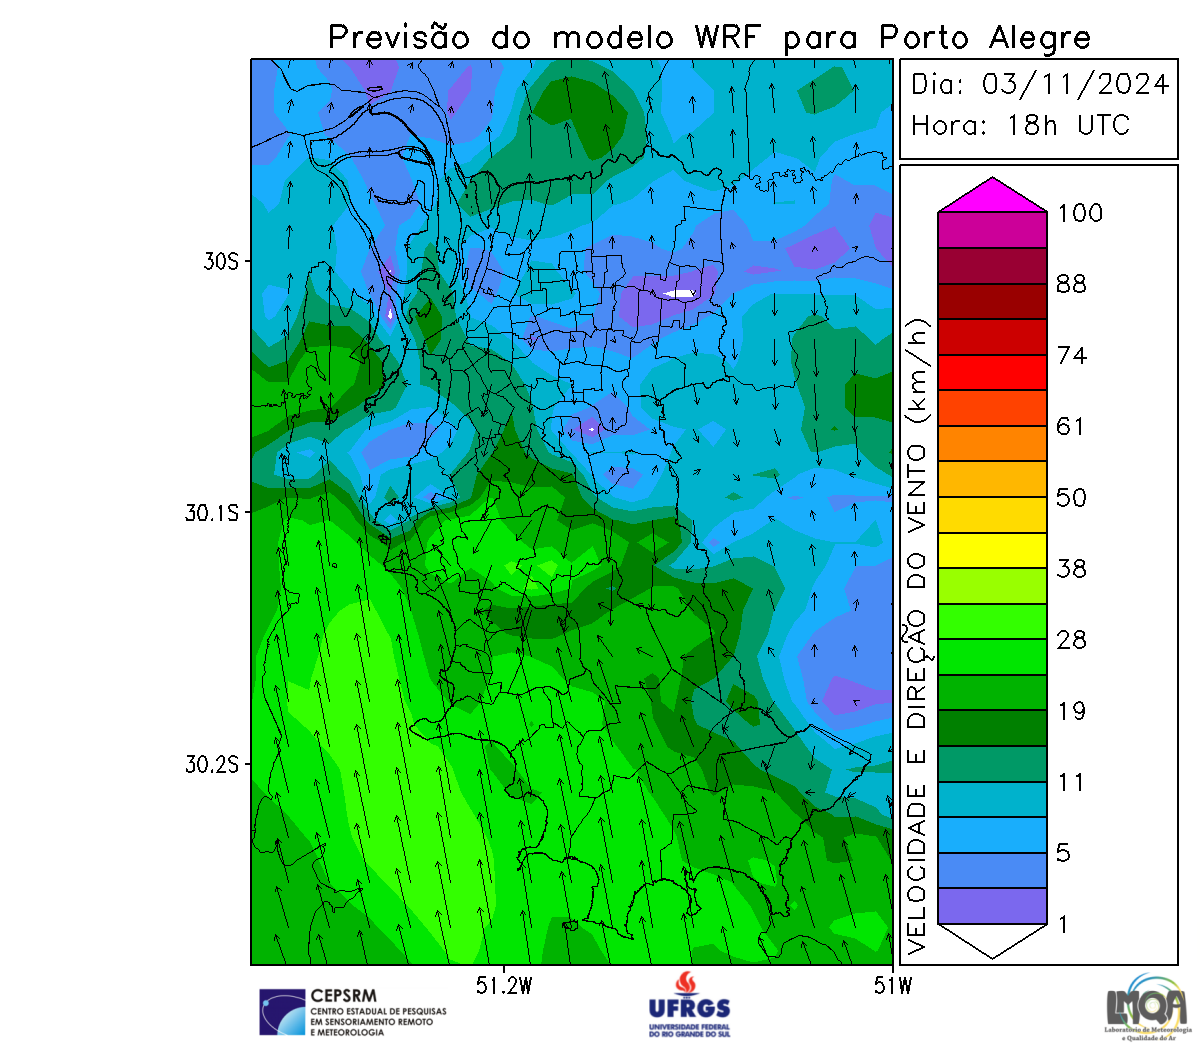 Previsão do modelo WRF para Porto Alegre
Dia: 03/11/2024
Hora: 18h UTC
30S
30.1S
30.2S
51.2W
51W
VELOCIDADE E DIREÇÃO DO VENTO (km/h)
100
88
74
61
50
38
28
19
11
5
1
CEPSRM
CENTRO ESTADUAL DE PESQUISAS
EM SENSORIAMENTO REMOTO
E METEOROLOGIA
UFRGS
UNIVERSIDADE FEDERAL
DO RIO GRANDE DO SUL
LMQA
Laboratório de Meteorologia
e Qualidade do Ar